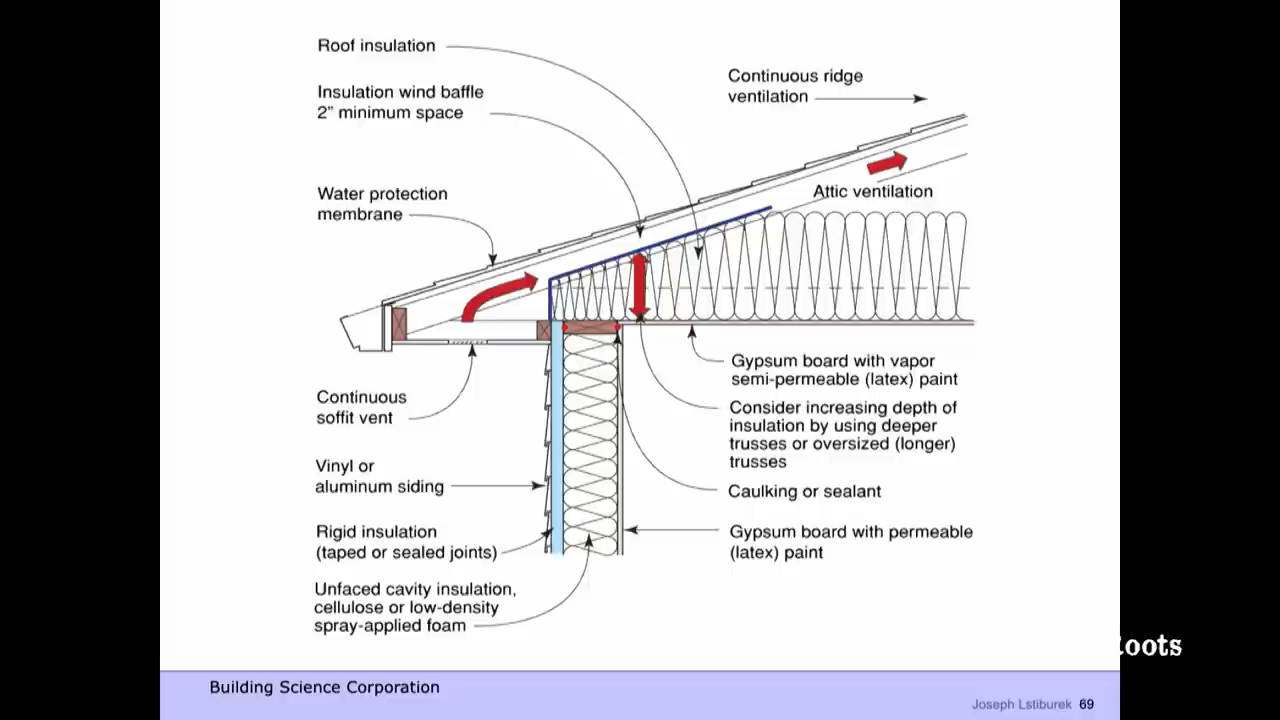 Roof insulation
Insulation wind baffle
2” minimum space
Continuous ridge
ventilation
Water protection
membrane
Attic ventilation
Continuous
soffit vent
Gypsum board with vapor
semi-permeable (latex) paint
Consider increasing depth of
insulation by using deeper
trusses or oversized (longer)
trusses
Vinyl or
aluminum siding
Caulking or sealant
Rigid insulation
(taped or sealed joints)
Gypsum board with permeable
(latex) paint
Unfaced cavity insulation,
cellulose or low-density
spray-applied foam
Building Science Corporation
Joseph Lstiburek 69